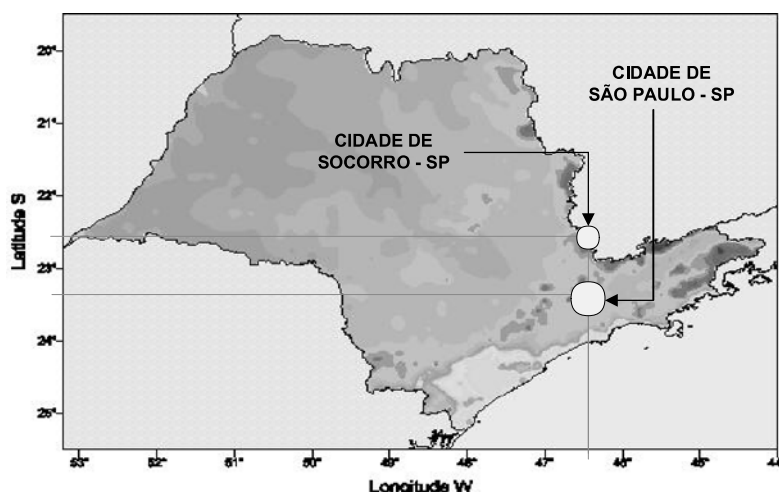 20°
21°
22°
23°
24°
25°
Latitude S
CIDADE DE
SÃO PAULO - SP
CIDADE DE
SOCORRO - SP
53° 52° 51° 50° 49° 48° 47° 46° 45° 44
Longitude W